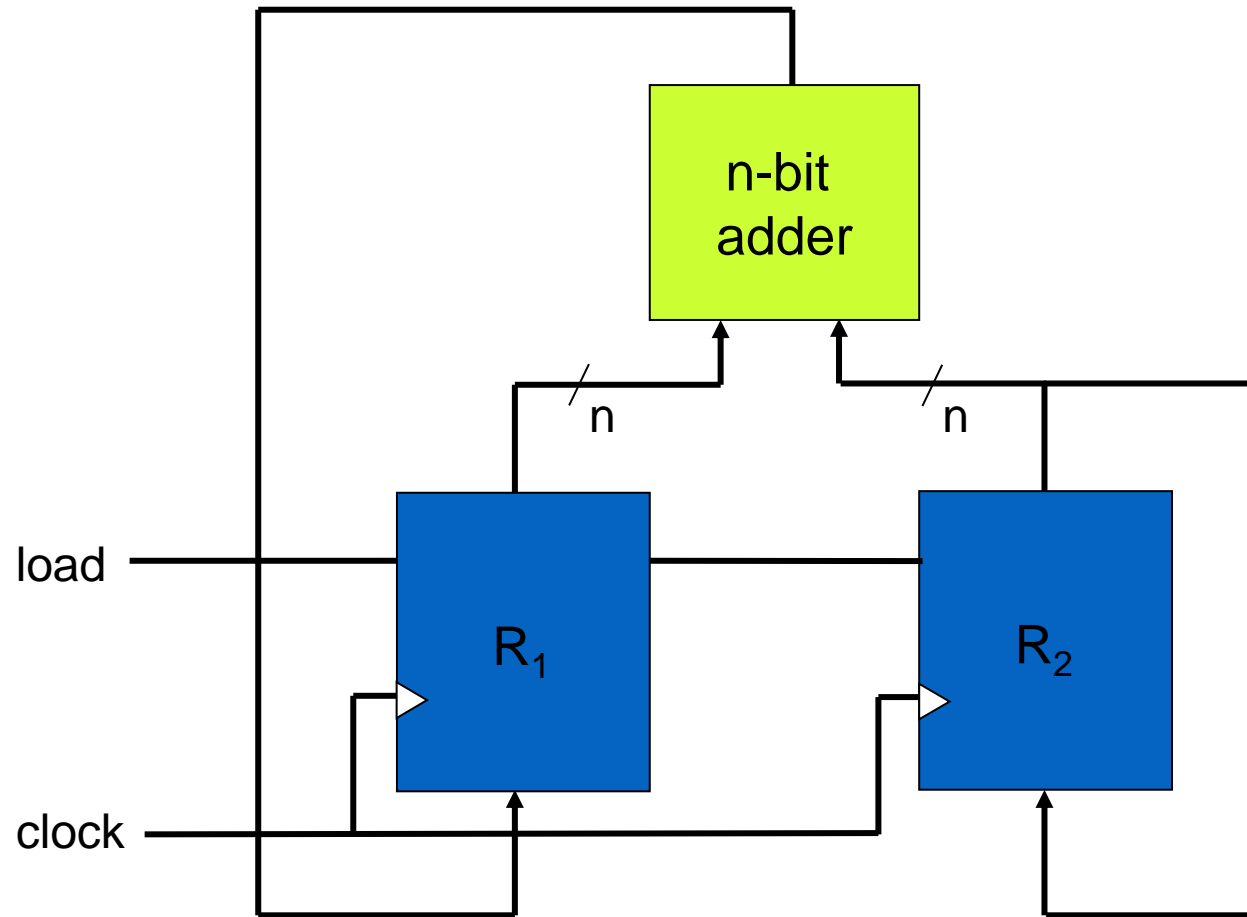 n-bit
adder
n
n
load
R₁
R₂
clock